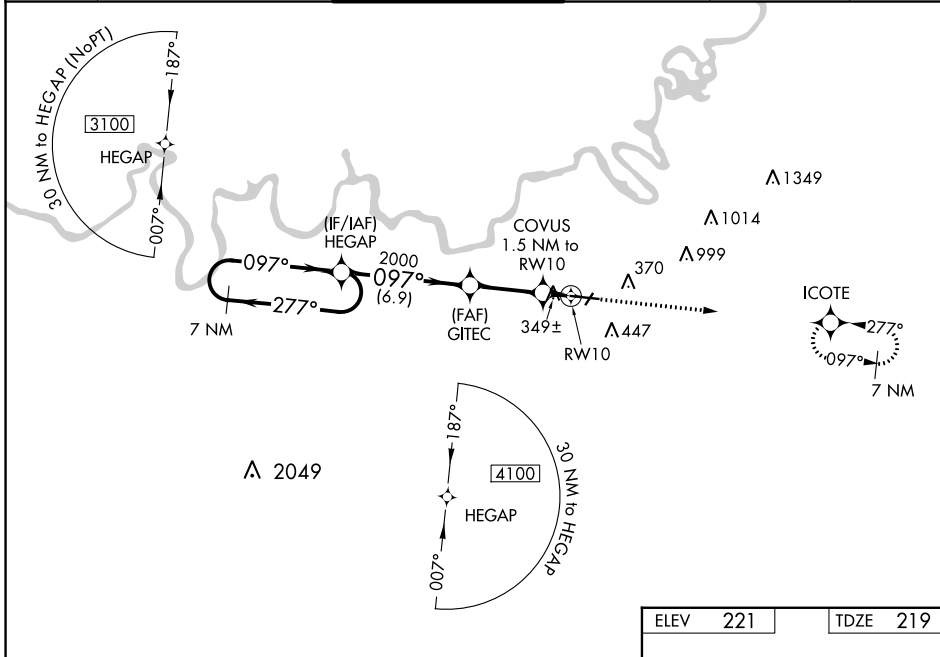 30 NM to HEGAP (NoPT)
187°
3100
HEGAP
007°
1349
1014
999
370
447
(IF/IAF)
HEGAP
2000
097°
(6.9)
097°
277°
7 NM
(FAF)
GITEC
COVUS
1.5 NM to
RW10
349±
RW10
ICOTE
277°
097°
7 NM
2049
187°
4100
HEGAP
007°
30 NM to HEGAP
ELEV 221
TDZE 219